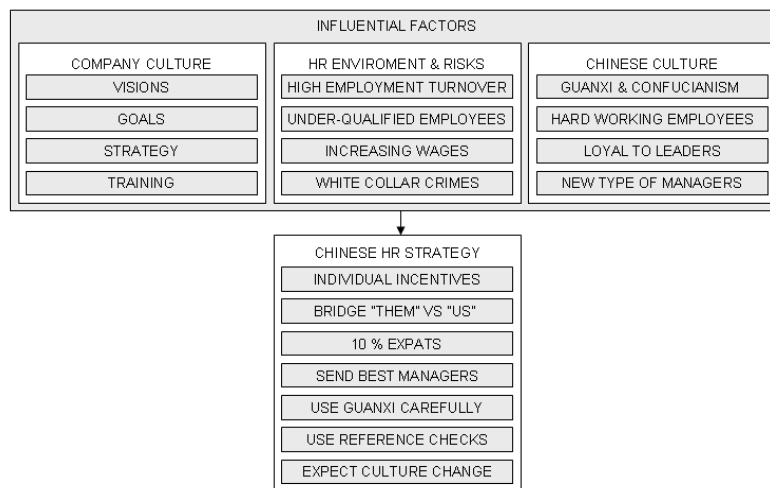 INFLUENTIAL FACTORS
COMPANY CULTURE
VISIONS
GOALS
STRATEGY
TRAINING
HR ENVIROMENT & RISKS
HIGH EMPLOYMENT TURNOVER
UNDER-QUALIFIED EMPLOYEES
INCREASING WAGES
WHITE COLLAR CRIMES
CHINESE CULTURE
GUANXI & CONFUCIANISM
HARD WORKING EMPLOYEES
LOYAL TO LEADERS
NEW TYPE OF MANAGERS
CHINESE HR STRATEGY
INDIVIDUAL INCENTIVES
BRIDGE "THEM" VS "US"
10 % EXPATS
SEND BEST MANAGERS
USE GUANXI CAREFULLY
USE REFERENCE CHECKS
EXPECT CULTURE CHANGE